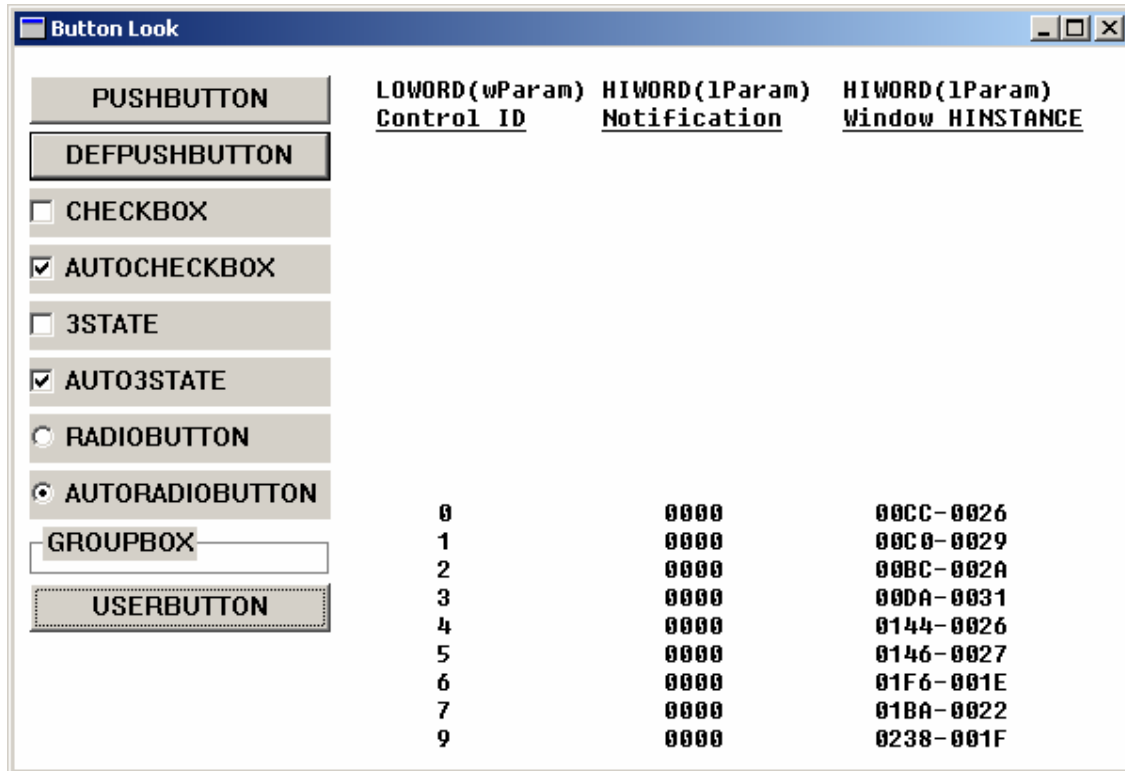 Button Look
PUSHBUTTON
DEFPUSHBUTTON
CHECKBOX
AUTOCHECKBOX
3STATE
AUTO3STATE
RADIOBUTTON
AUTORADIOBUTTON
GROUPBOX
USERBUTTON
LOWORD(wParam) HIWORD(lParam) HIWORD(lParam)
Control ID Notification Window HINSTANCE
0 0000 00CC-0026
1 0000 00C0-0029
2 0000 00BC-002A
3 0000 00DA-0031
4 0000 0144-0026
5 0000 0146-0027
6 0000 01F6-001E
7 0000 01BA-0022
9 0000 0238-001F